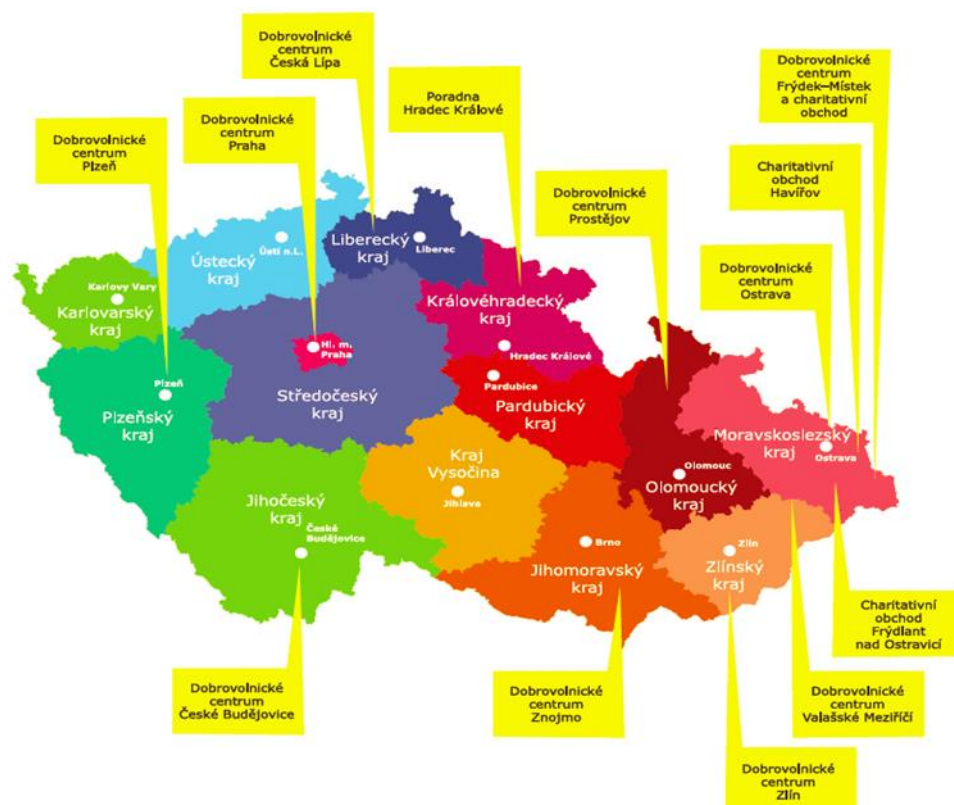 Dobrovolnické
centrum
Česká Lípa
Dobrovolnické
centrum
Frýdek–Místek
a charitativní
obchod
Poradna
Hradec Králové
Dobrovolnické
centrum
Praha
Dobrovolnické
centrum
Plzeň
Charitativní
obchod
Havířov
Dobrovolnické
centrum
Prostějov
Dobrovolnické
centrum
Ostrava
Liberecký
kraj
Liberec
Ústecký
kraj
Ústí n.L.
Karlovy Vary
Karlovarský
kraj
Královéhradecký
kraj
Hradec Králové
Hl. m.
Praha
Středočeský
kraj
Plzeň
Plzeňský
kraj
Pardubice
Pardubický
kraj
Moravskoslezský
kraj
Ostrava
Kraj
Vysočina
Jihlava
Olomouc
Olomoucký
kraj
Jihočeský
kraj
České
Budějovice
Brno
Jihomoravský
kraj
Zlín
Zlínský
kraj
Charitativní
obchod
Frýdlant
nad Ostravicí
Dobrovolnické
centrum
České Budějovice
Dobrovolnické
centrum
Znojmo
Dobrovolnické
centrum
Valašské Meziříčí
Dobrovolnické
centrum
Zlín